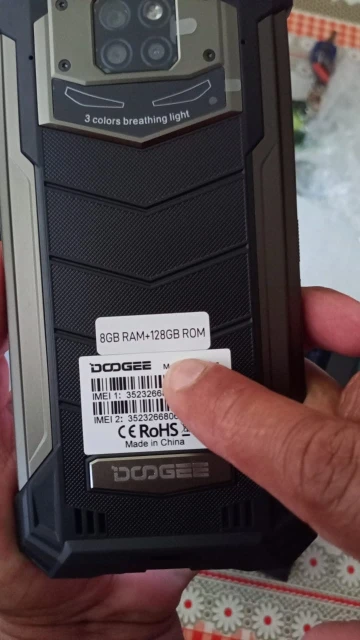 3 colors breathing light
8GB RAM+128GB ROM
DOOGEE
IMEI 1:
IMEI 2:
CE RoHS
Made in China
DOOGEE